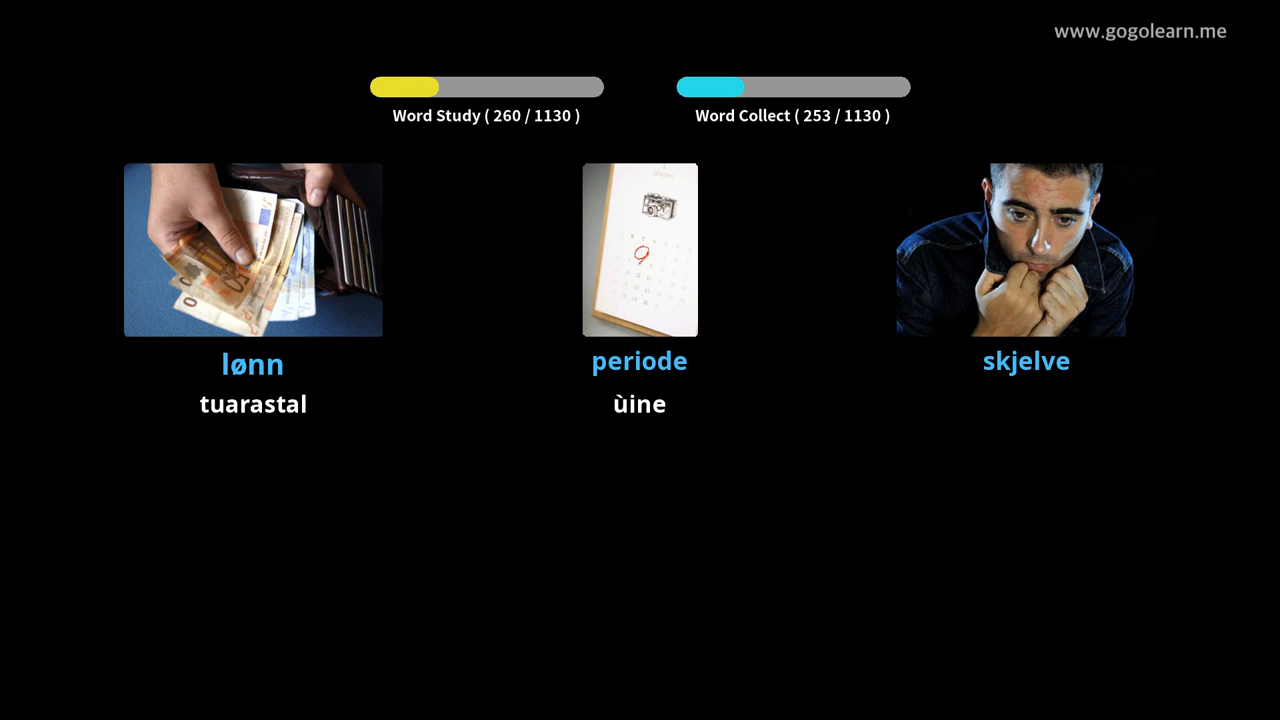 www.gogolearn.me
Word Study ( 260 / 1130 )
Word Collect ( 253 / 1130 )
lønn
periode
skjelve
tuarastal
ùine